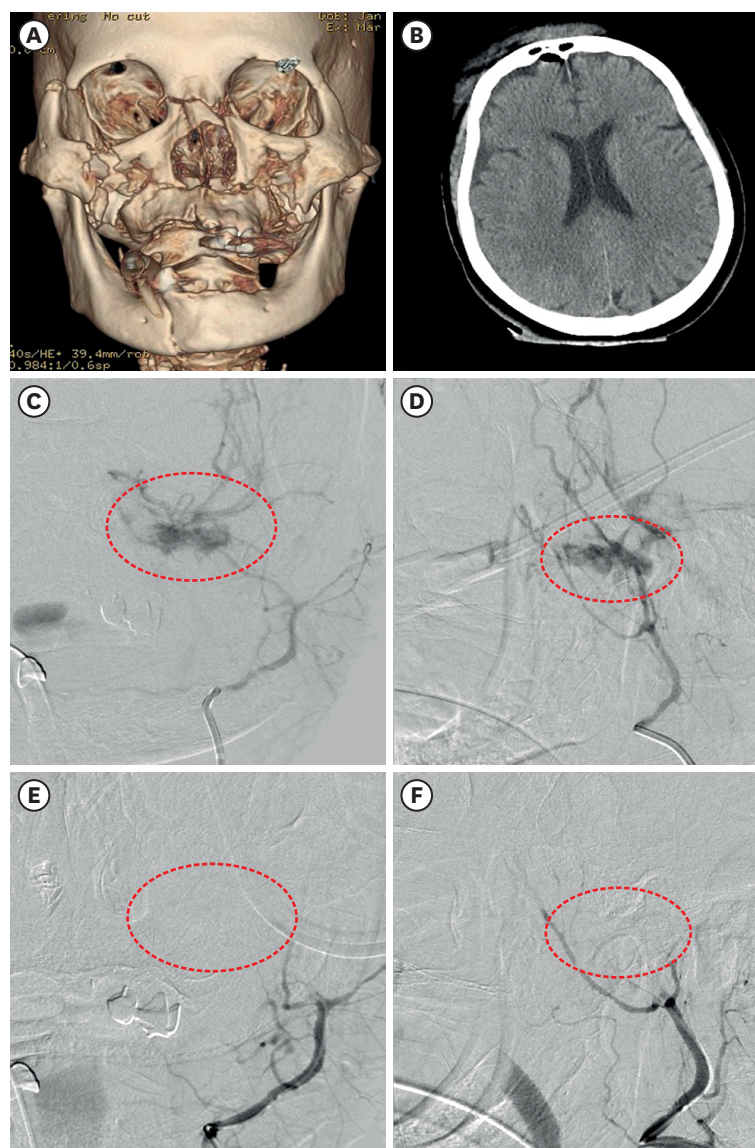 A
ering No cut
DoB: Jan
Ex: Mar
B
40s/HE+ 39.4mm/rot
0.984:1/0.6sp
C
D
E
F